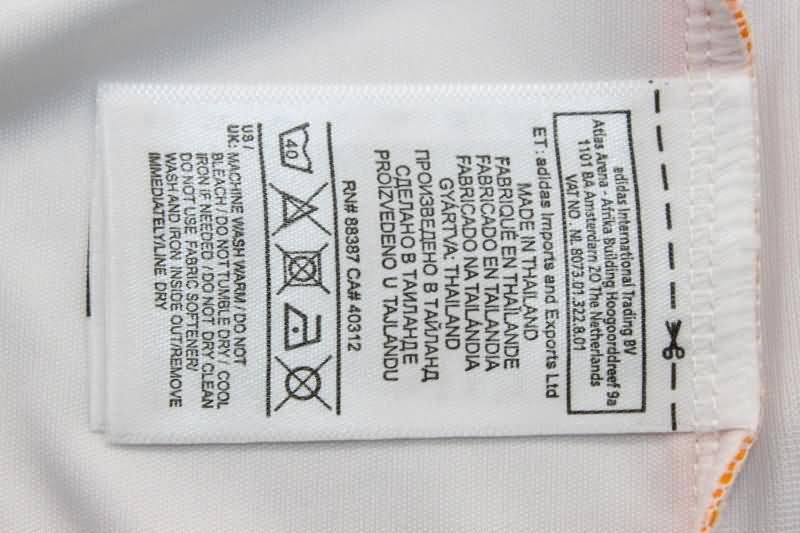 adidas International Trading BV
Atlas Arena - Afrika Building Hoogoorddreef 9a
1101 BA Amsterdam ZO The Netherlands
VAT NO. NL 8073.01.322.8.01
ET: adidas Imports and Exports Ltd
MADE IN THAILAND
FABRIQUÉ EN THAÏLANDE
FABRICADO EN TAILANDIA
FABRICADO NA TAILÂNDIA
GYÁRTVA: THAILAND
ПРОИЗВЕДЕНО В ТАЙЛАНД
СДЕЛАНО В ТАИЛАНДЕ
PROIZVEDENO U TAJLANDU
RN# 88387 CA# 40312
40
US /
UK: MACHINE WASH WARM / DO NOT
BLEACH / DO NOT TUMBLE DRY / COOL
IRON IF NEEDED / DO NOT DRY CLEAN
DO NOT USE FABRIC SOFTENER/
WASH AND IRON INSIDE OUT/REMOVE
IMMEDIATELY/LINE DRY